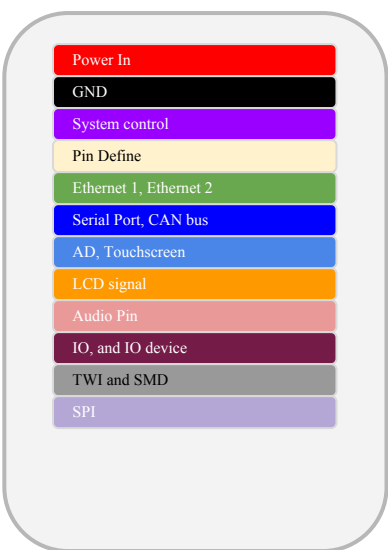 Power In
GND
System control
Pin Define
Ethernet 1, Ethernet 2
Serial Port, CAN bus
AD, Touchscreen
LCD signal
Audio Pin
IO, and IO device
TWI and SMD
SPI